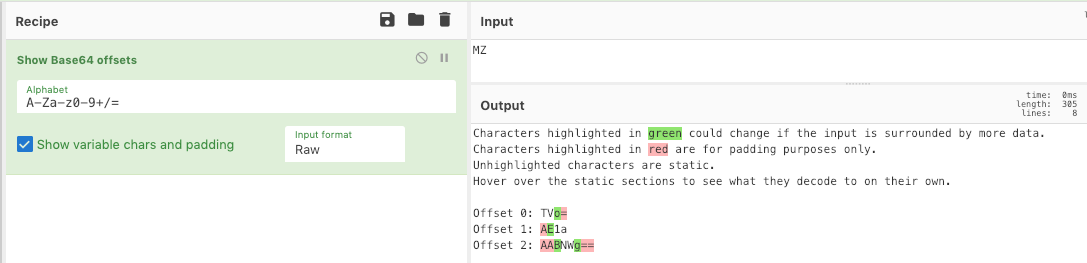 Recipe
Show Base64 offsets
Alphabet
A-Za-z0-9+/=
Show variable chars and padding
Input format
Raw
Input
MZ
Output
time: 0ms
length: 305
lines: 8
Characters highlighted in green could change if the input is surrounded by more data.
Characters highlighted in red are for padding purposes only.
Unhighlighted characters are static.
Hover over the static sections to see what they decode to on their own.
Offset 0: TVo=
Offset 1: AE1a
Offset 2: AABNWg==